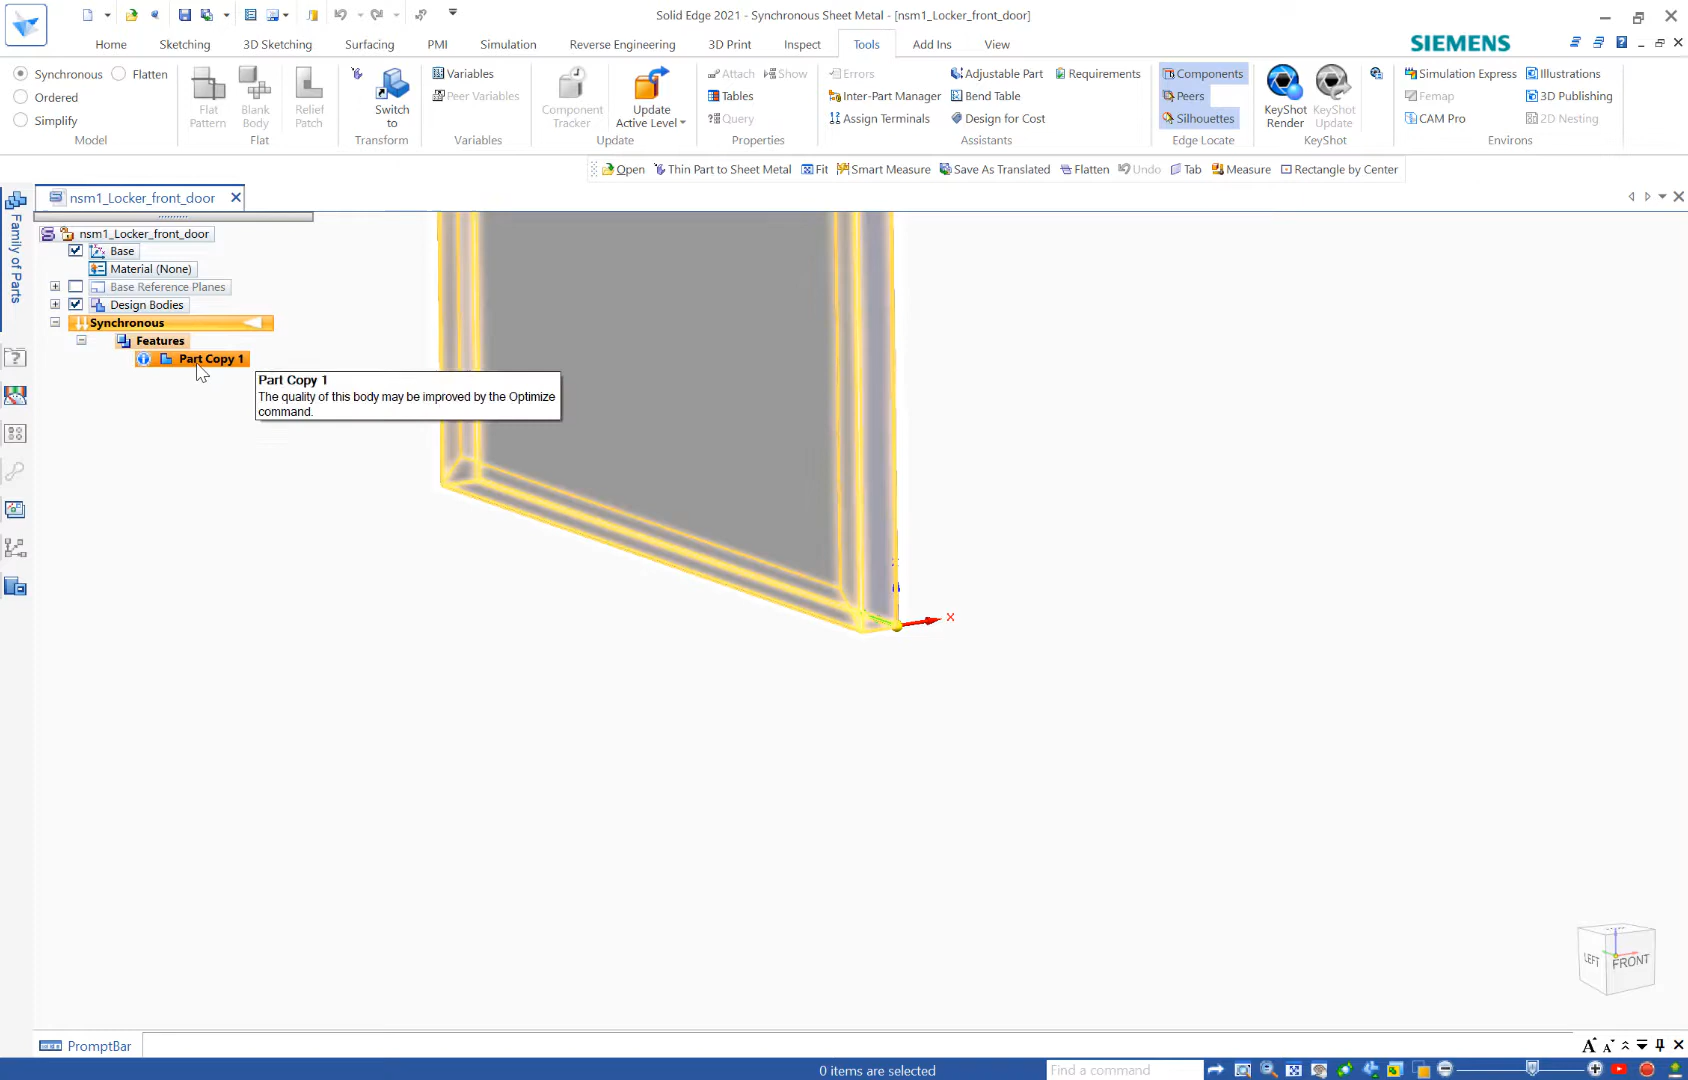 Solid Edge 2021 - Synchronous Sheet Metal - [nsm1_Locker_front_door]
Home Sketching 3D Sketching Surfacing PMI Simulation Reverse Engineering 3D Print Inspect Tools Add Ins View
SIEMENS
Synchronous Flatten
Ordered
Simplify
Model
Flat Pattern
Blank Body
Relief Patch
Flat
Switch to
Transform
Variables
Peer Variables
Variables
Component Tracker
Update Active Level
Update
Attach Show
Tables
Query
Properties
Errors
Inter-Part Manager
Assign Terminals
Adjustable Part
Bend Table
Design for Cost
Requirements
Assistants
Components
Peers
Silhouettes
Edge Locate
KeyShot Render
KeyShot Update
KeyShot
Simulation Express
Femap
CAM Pro
Illustrations
3D Publishing
2D Nesting
Environs
Open Thin Part to Sheet Metal Fit Smart Measure Save As Translated Flatten Undo Tab Measure Rectangle by Center
nsm1_Locker_front_door
Family of Parts
nsm1_Locker_front_door
Base
Material (None)
Base Reference Planes
Design Bodies
Synchronous
Features
Part Copy 1
Part Copy 1
The quality of this body may be improved by the Optimize
command.
X
LEFT FRONT
PromptBar
0 items are selected
Find a command